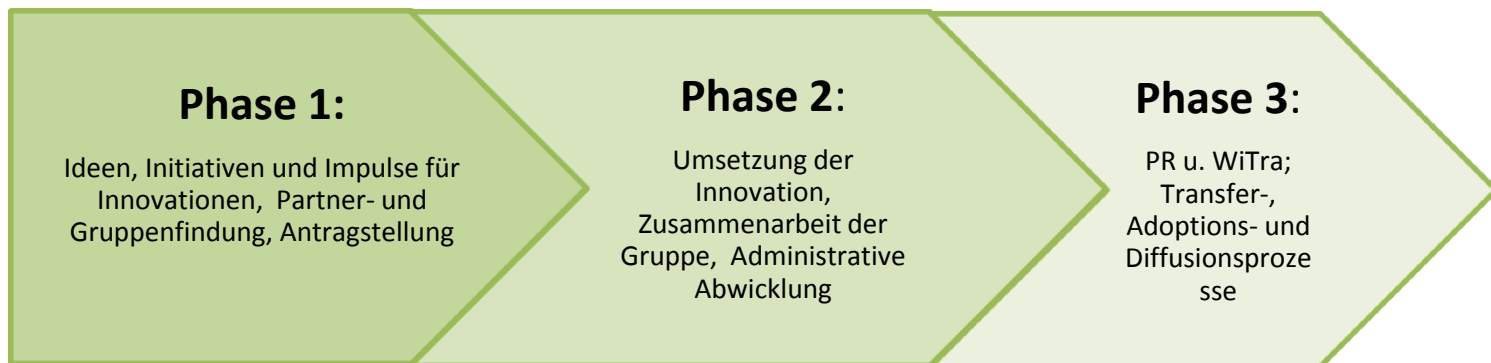 Phase 1:
Ideen, Initiativen und Impulse für
Innovationen, Partner- und
Gruppenfindung, Antragstellung
Phase 2:
Umsetzung der
Innovation,
Zusammenarbeit der
Gruppe, Administrative
Abwicklung
Phase 3:
PR u. WiTra;
Transfer-,
Adoptions- und
Diffusionsproze
sse